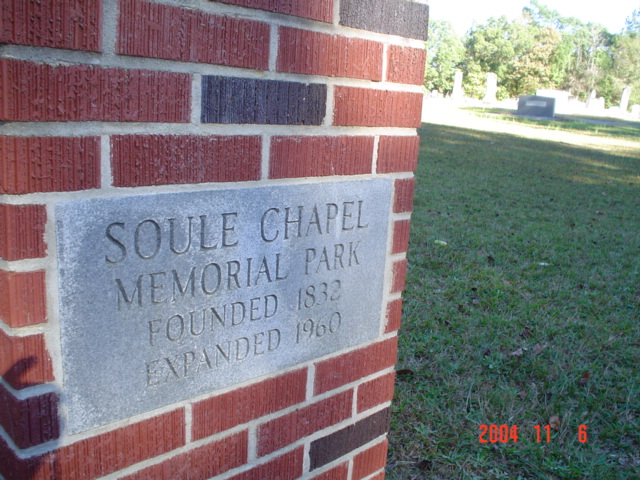 SOULE CHAPEL
MEMORIAL PARK
FOUNDED 1832
EXPANDED 1960
2004 11 6